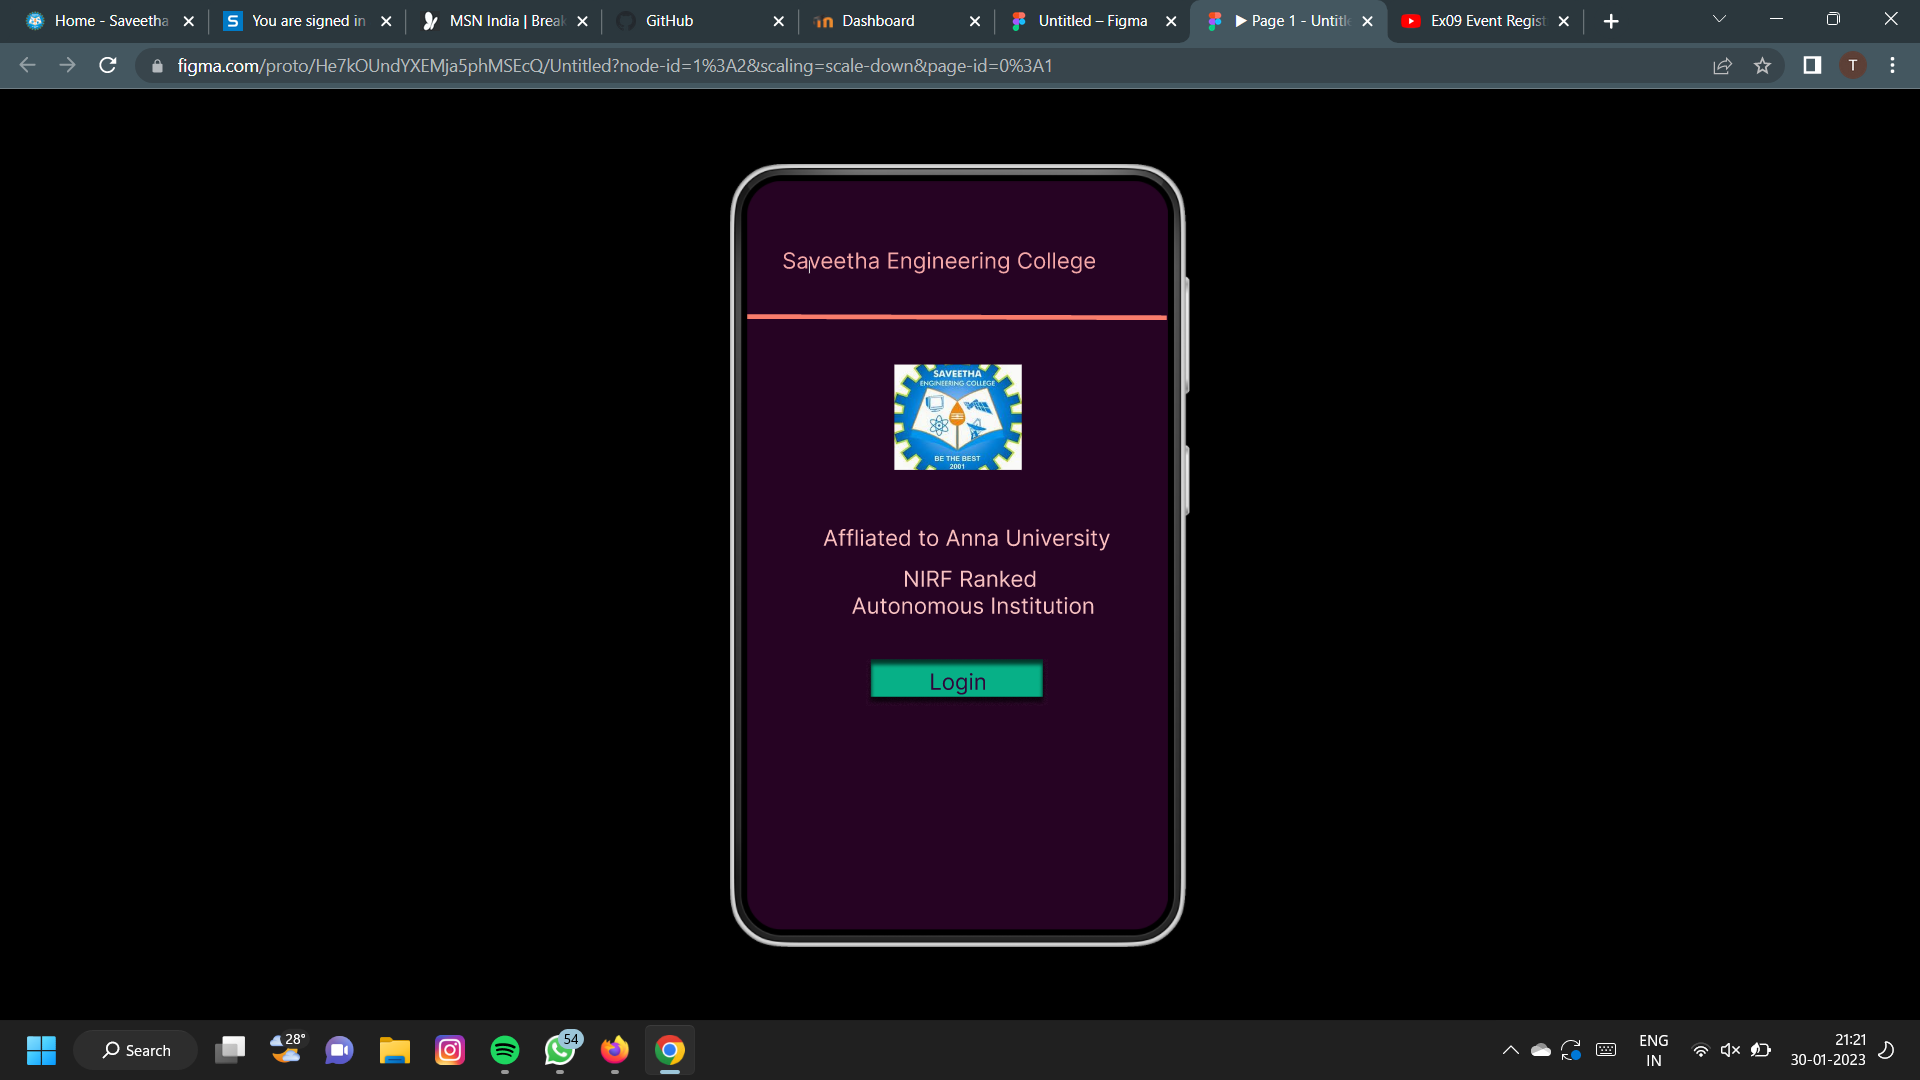 Home - Saveetha
You are signed in
MSN India | Break
GitHub
Dashboard
Untitled – Figma
Page 1 - Untitle
Ex09 Event Regist
figma.com/proto/He7kOUndYXEMja5phMSEcQ/Untitled?node-id=1%3A2&scaling=scale-down&page-id=0%3A1
T
Saveetha Engineering College
SAVEETHA
ENGINEERING COLLEGE
BE THE BEST
2001
Affliated to Anna University
NIRF Ranked
Autonomous Institution
Login
Search
28°
54
ENG
IN
21:21
30-01-2023